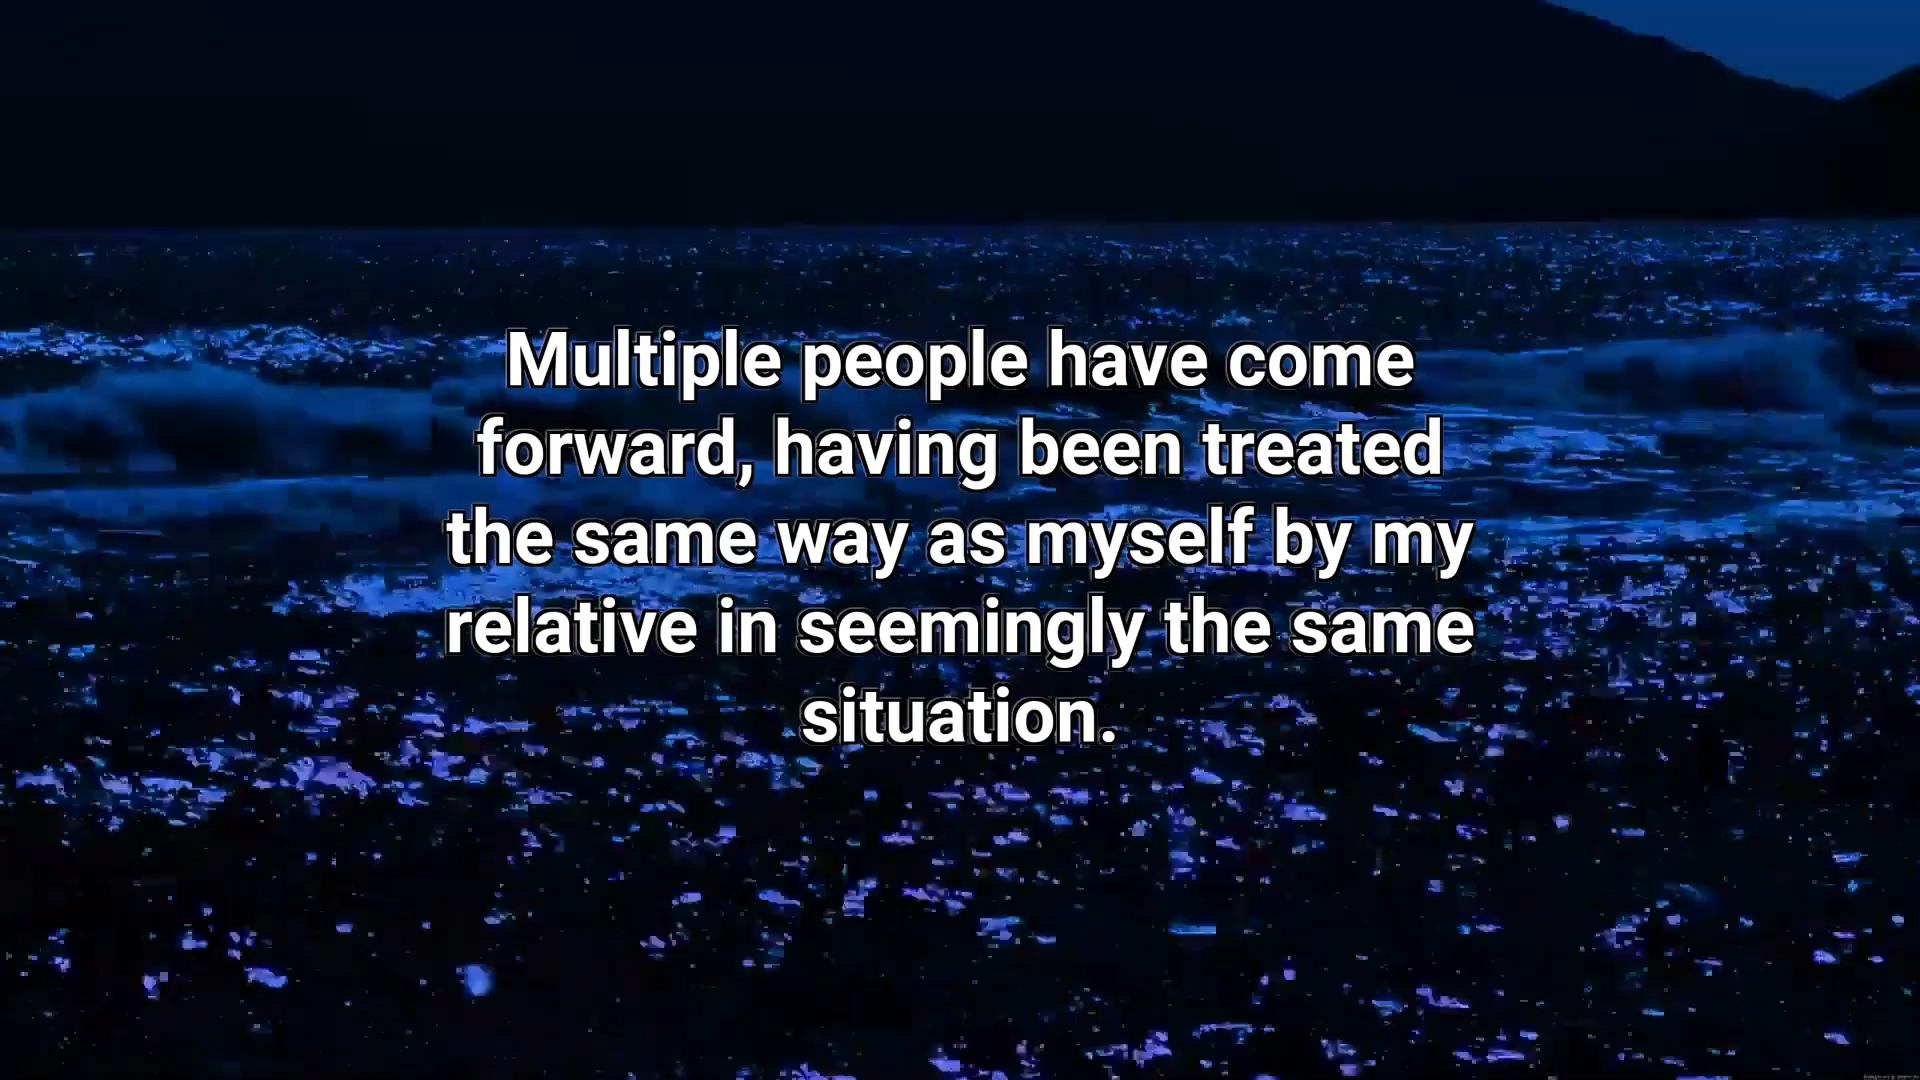 Multiple people have come
forward, having been treated
the same way as myself by my
relative in seemingly the same
situation.